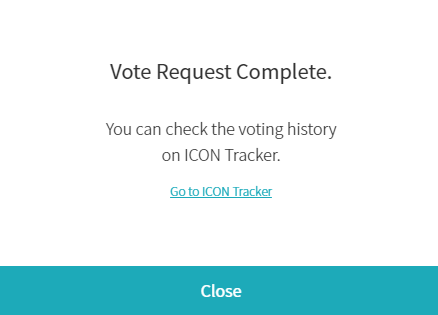 Vote Request Complete.
You can check the voting history
on ICON Tracker.
Go to ICON Tracker
Close